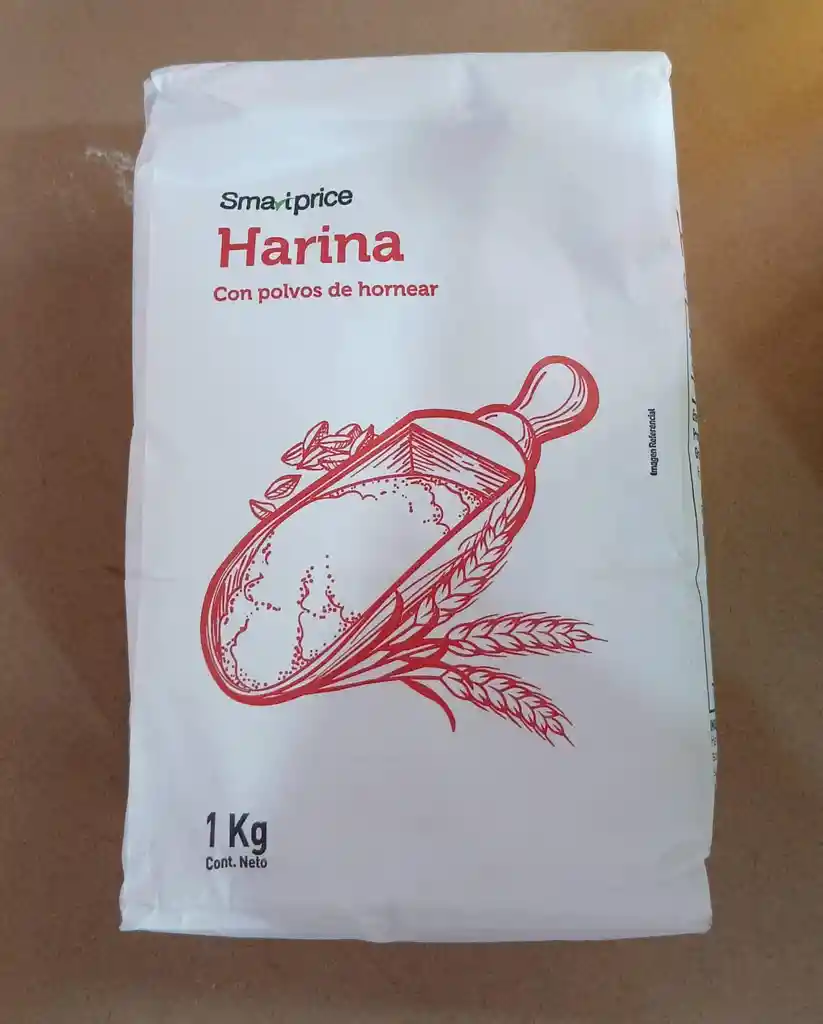 Smartprice
Harina
Con polvos de hornear
Imagen Referencial
1 Kg
Cont. Neto